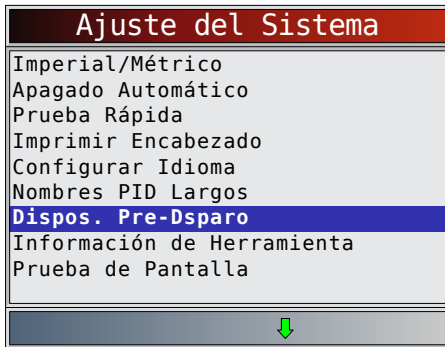 Ajuste del Sistema
Imperial/Métrico
Apagado Automático
Prueba Rápida
Imprimir Encabezado
Configurar Idioma
Nombres PID Largos
Dispos. Pre-Dsparo
Información de Herramienta
Prueba de Pantalla